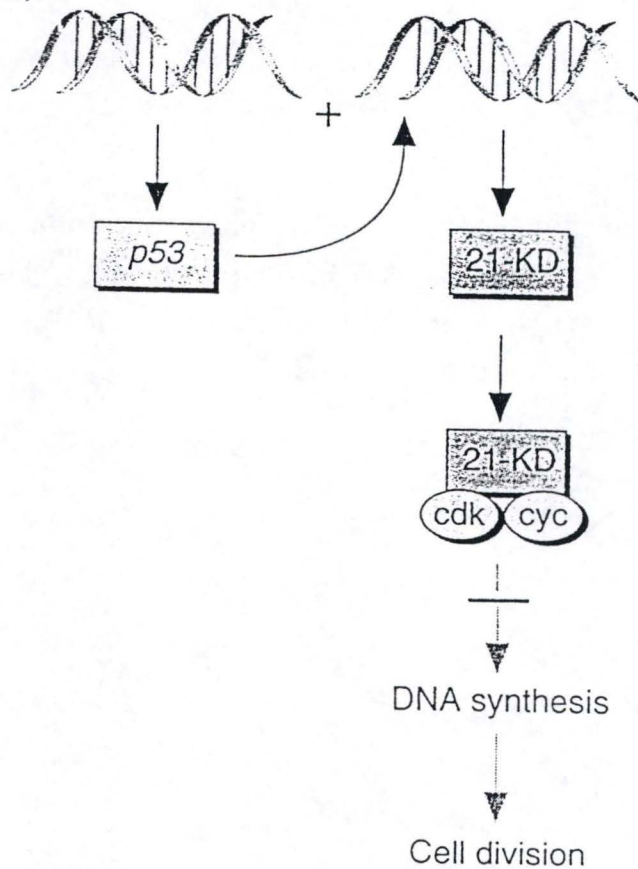 +
p53
21-KD
21-KD
cdk cyc
DNA synthesis
Cell division